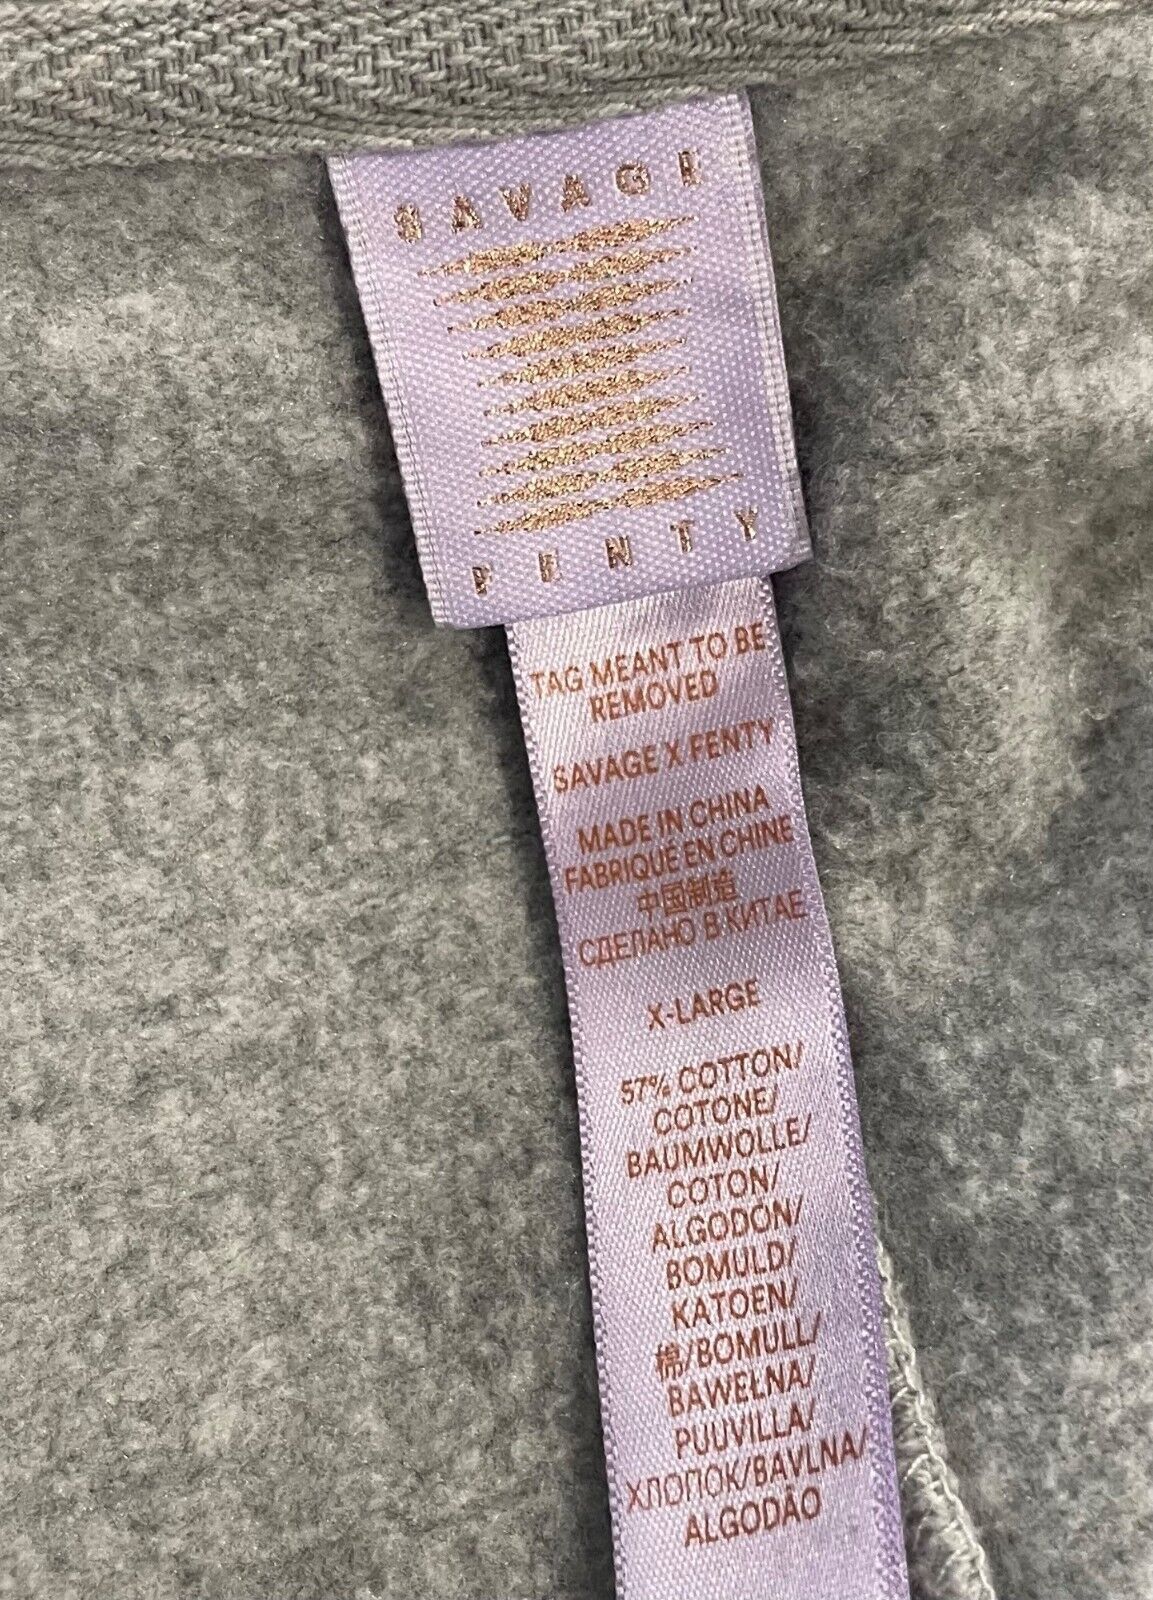 SAVAGE
FENTY
TAG MEANT TO BE
REMOVED
SAVAGE X FENTY
MADE IN CHINA
FABRIQUÉ EN CHINE
中国制造
СДЕЛАНО В КИТАЕ
X-LARGE
57% COTTON/
COTONE/
BAUMWOLLE/
COTON/
ALGODON/
BOMULD/
KATOEN/
棉/BOMULL/
BAWEŁNA/
PUUVILLA/
ХЛОПОК/BAVLNA/
ALGODÃO